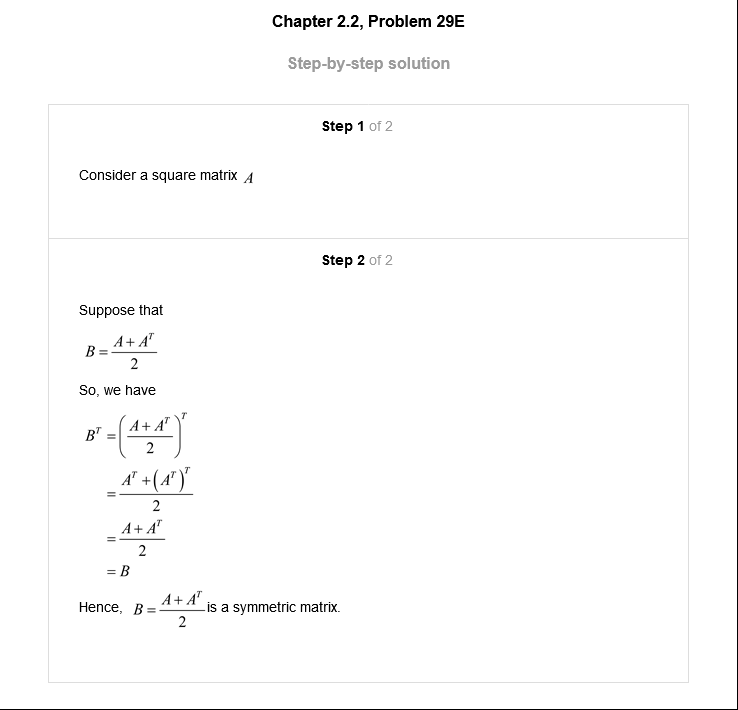 Chapter 2.2, Problem 29E
Step-by-step solution
Step 1 of 2
Consider a square matrix A
Step 2 of 2
Suppose that
B = \frac{A + A^T}{2}
So, we have
B^T = \left(\frac{A + A^T}{2}\right)^T
= \frac{A^T + (A^T)^T}{2}
= \frac{A + A^T}{2}
= B
Hence, B = \frac{A + A^T}{2} is a symmetric matrix.